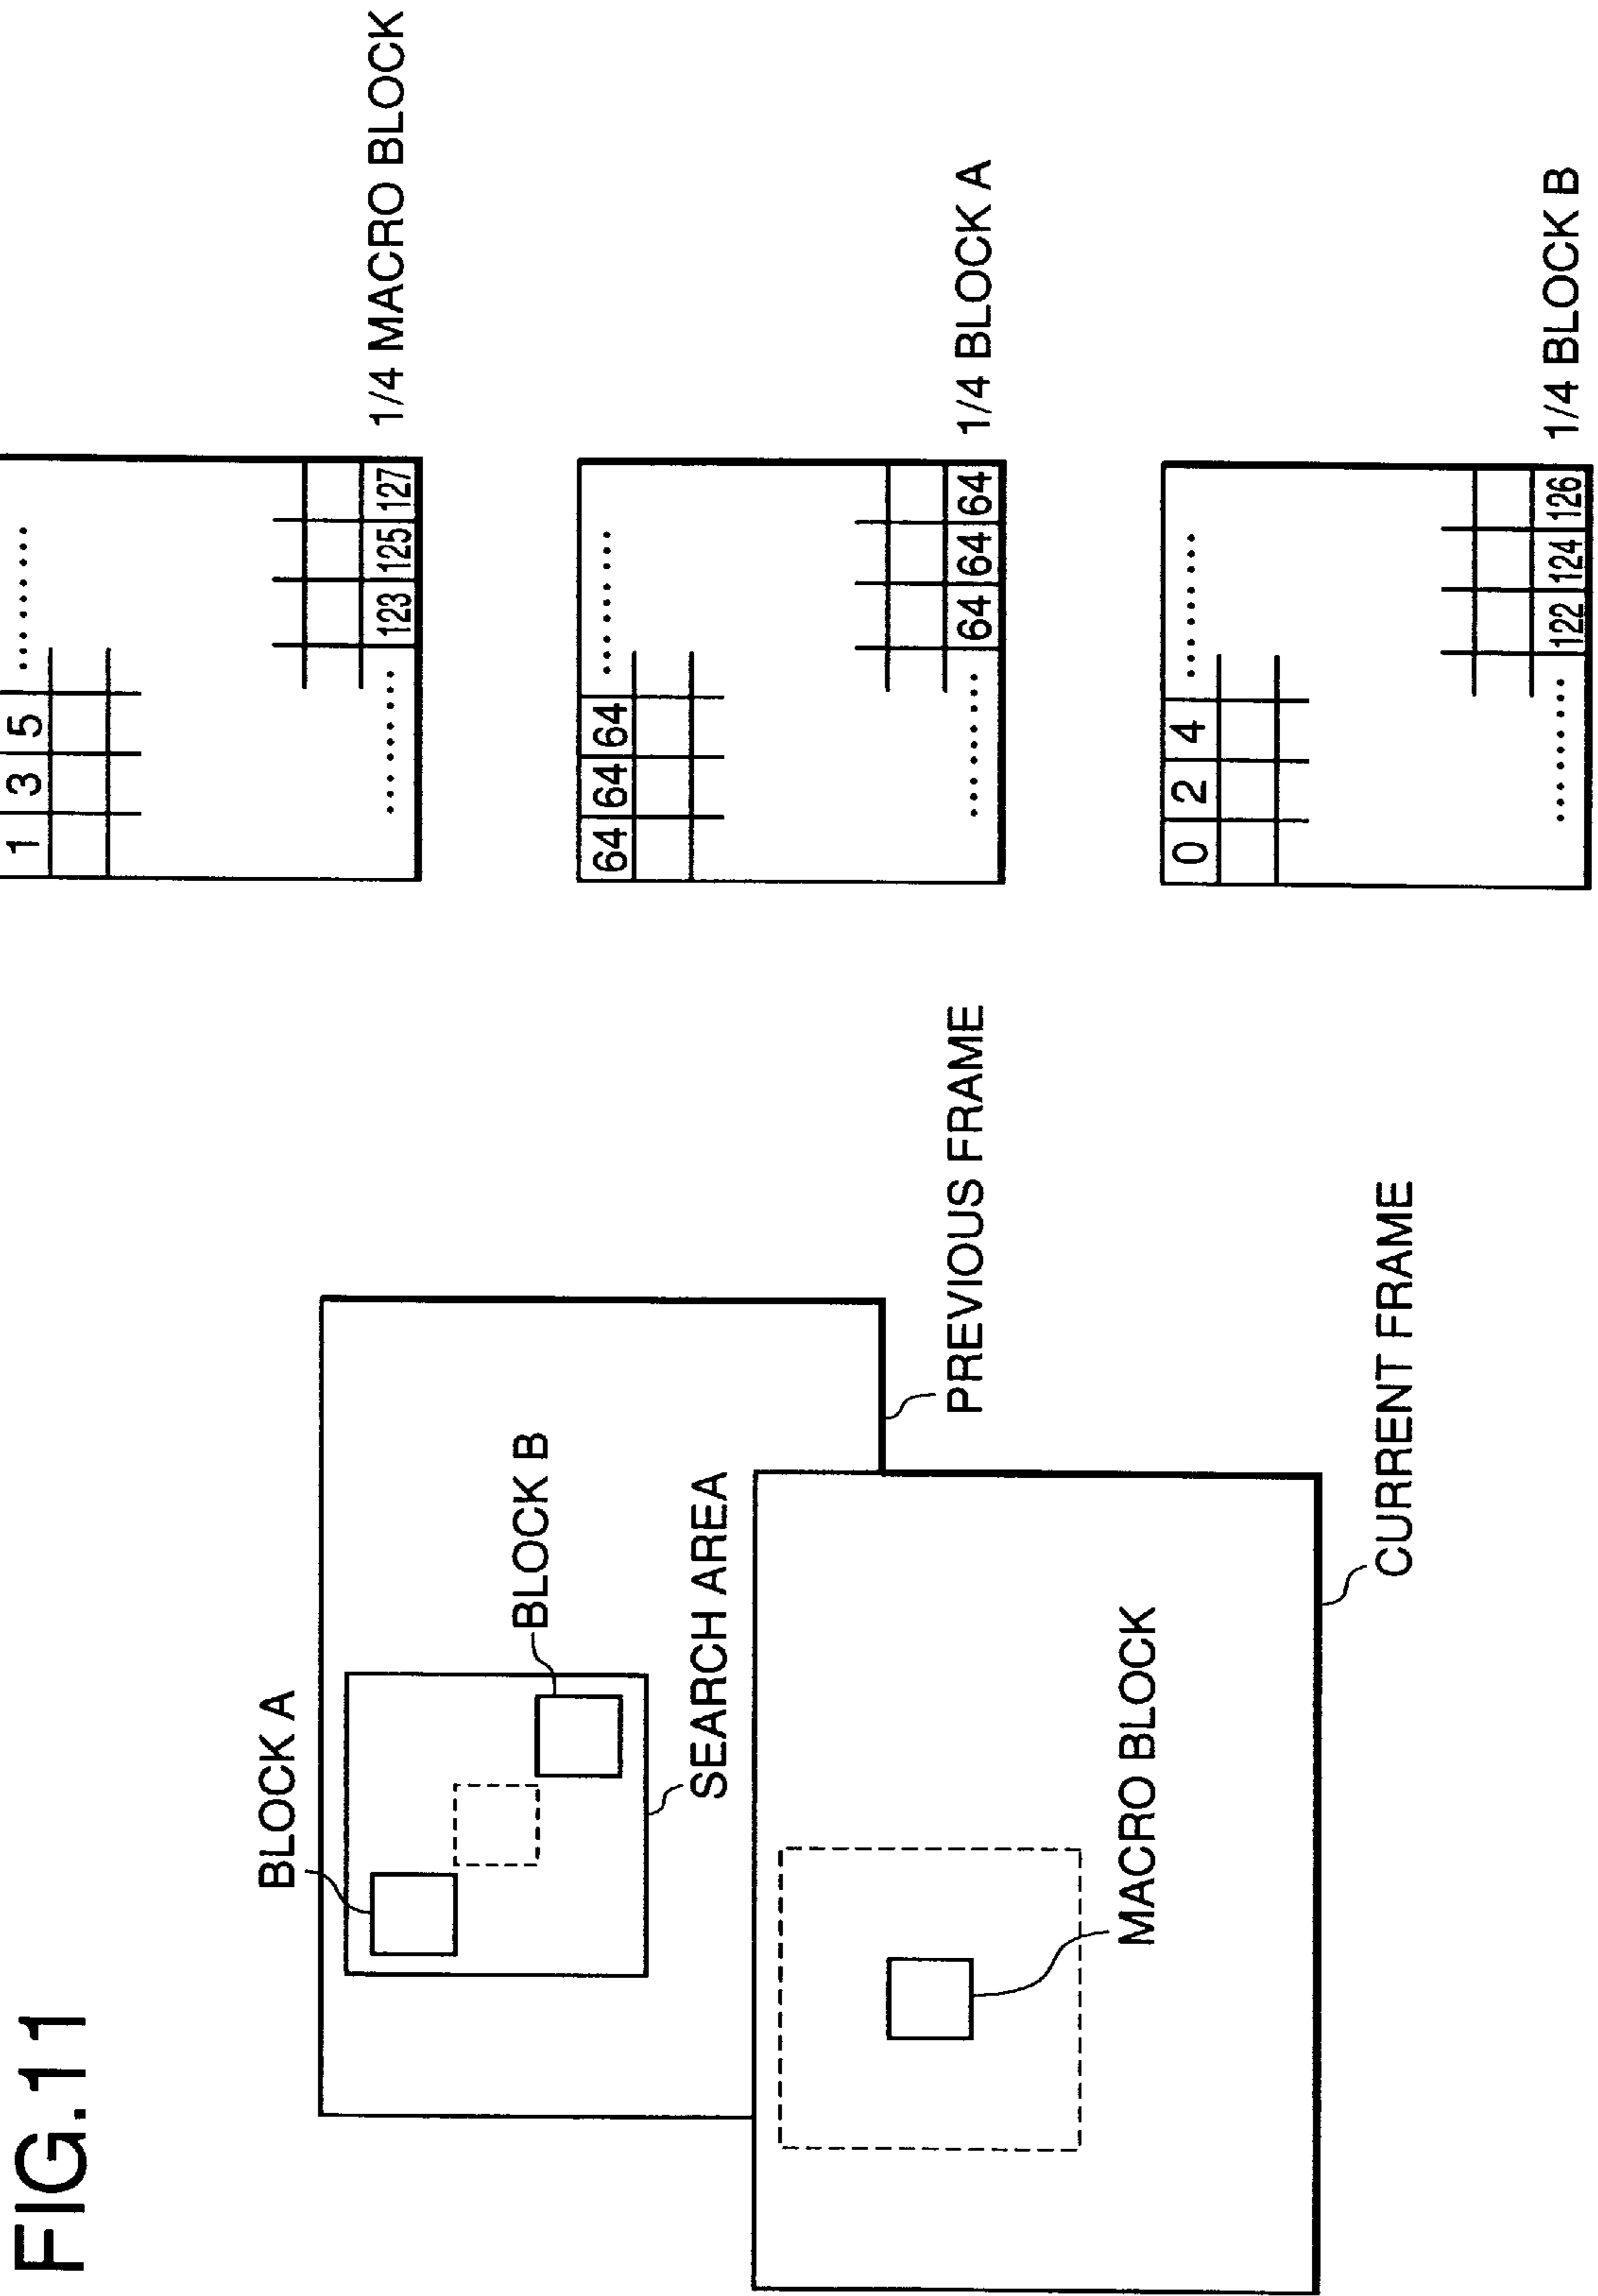 FIG.11
BLOCK A
BLOCK B
SEARCH AREA
PREVIOUS FRAME
MACRO BLOCK
CURRENT FRAME
1 3 5 ........
........ 123 125 127
1/4 MACRO BLOCK
64 64 64 ........
........ 64 64 64
1/4 BLOCK A
0 2 4 ........
........ 122 124 126
1/4 BLOCK B